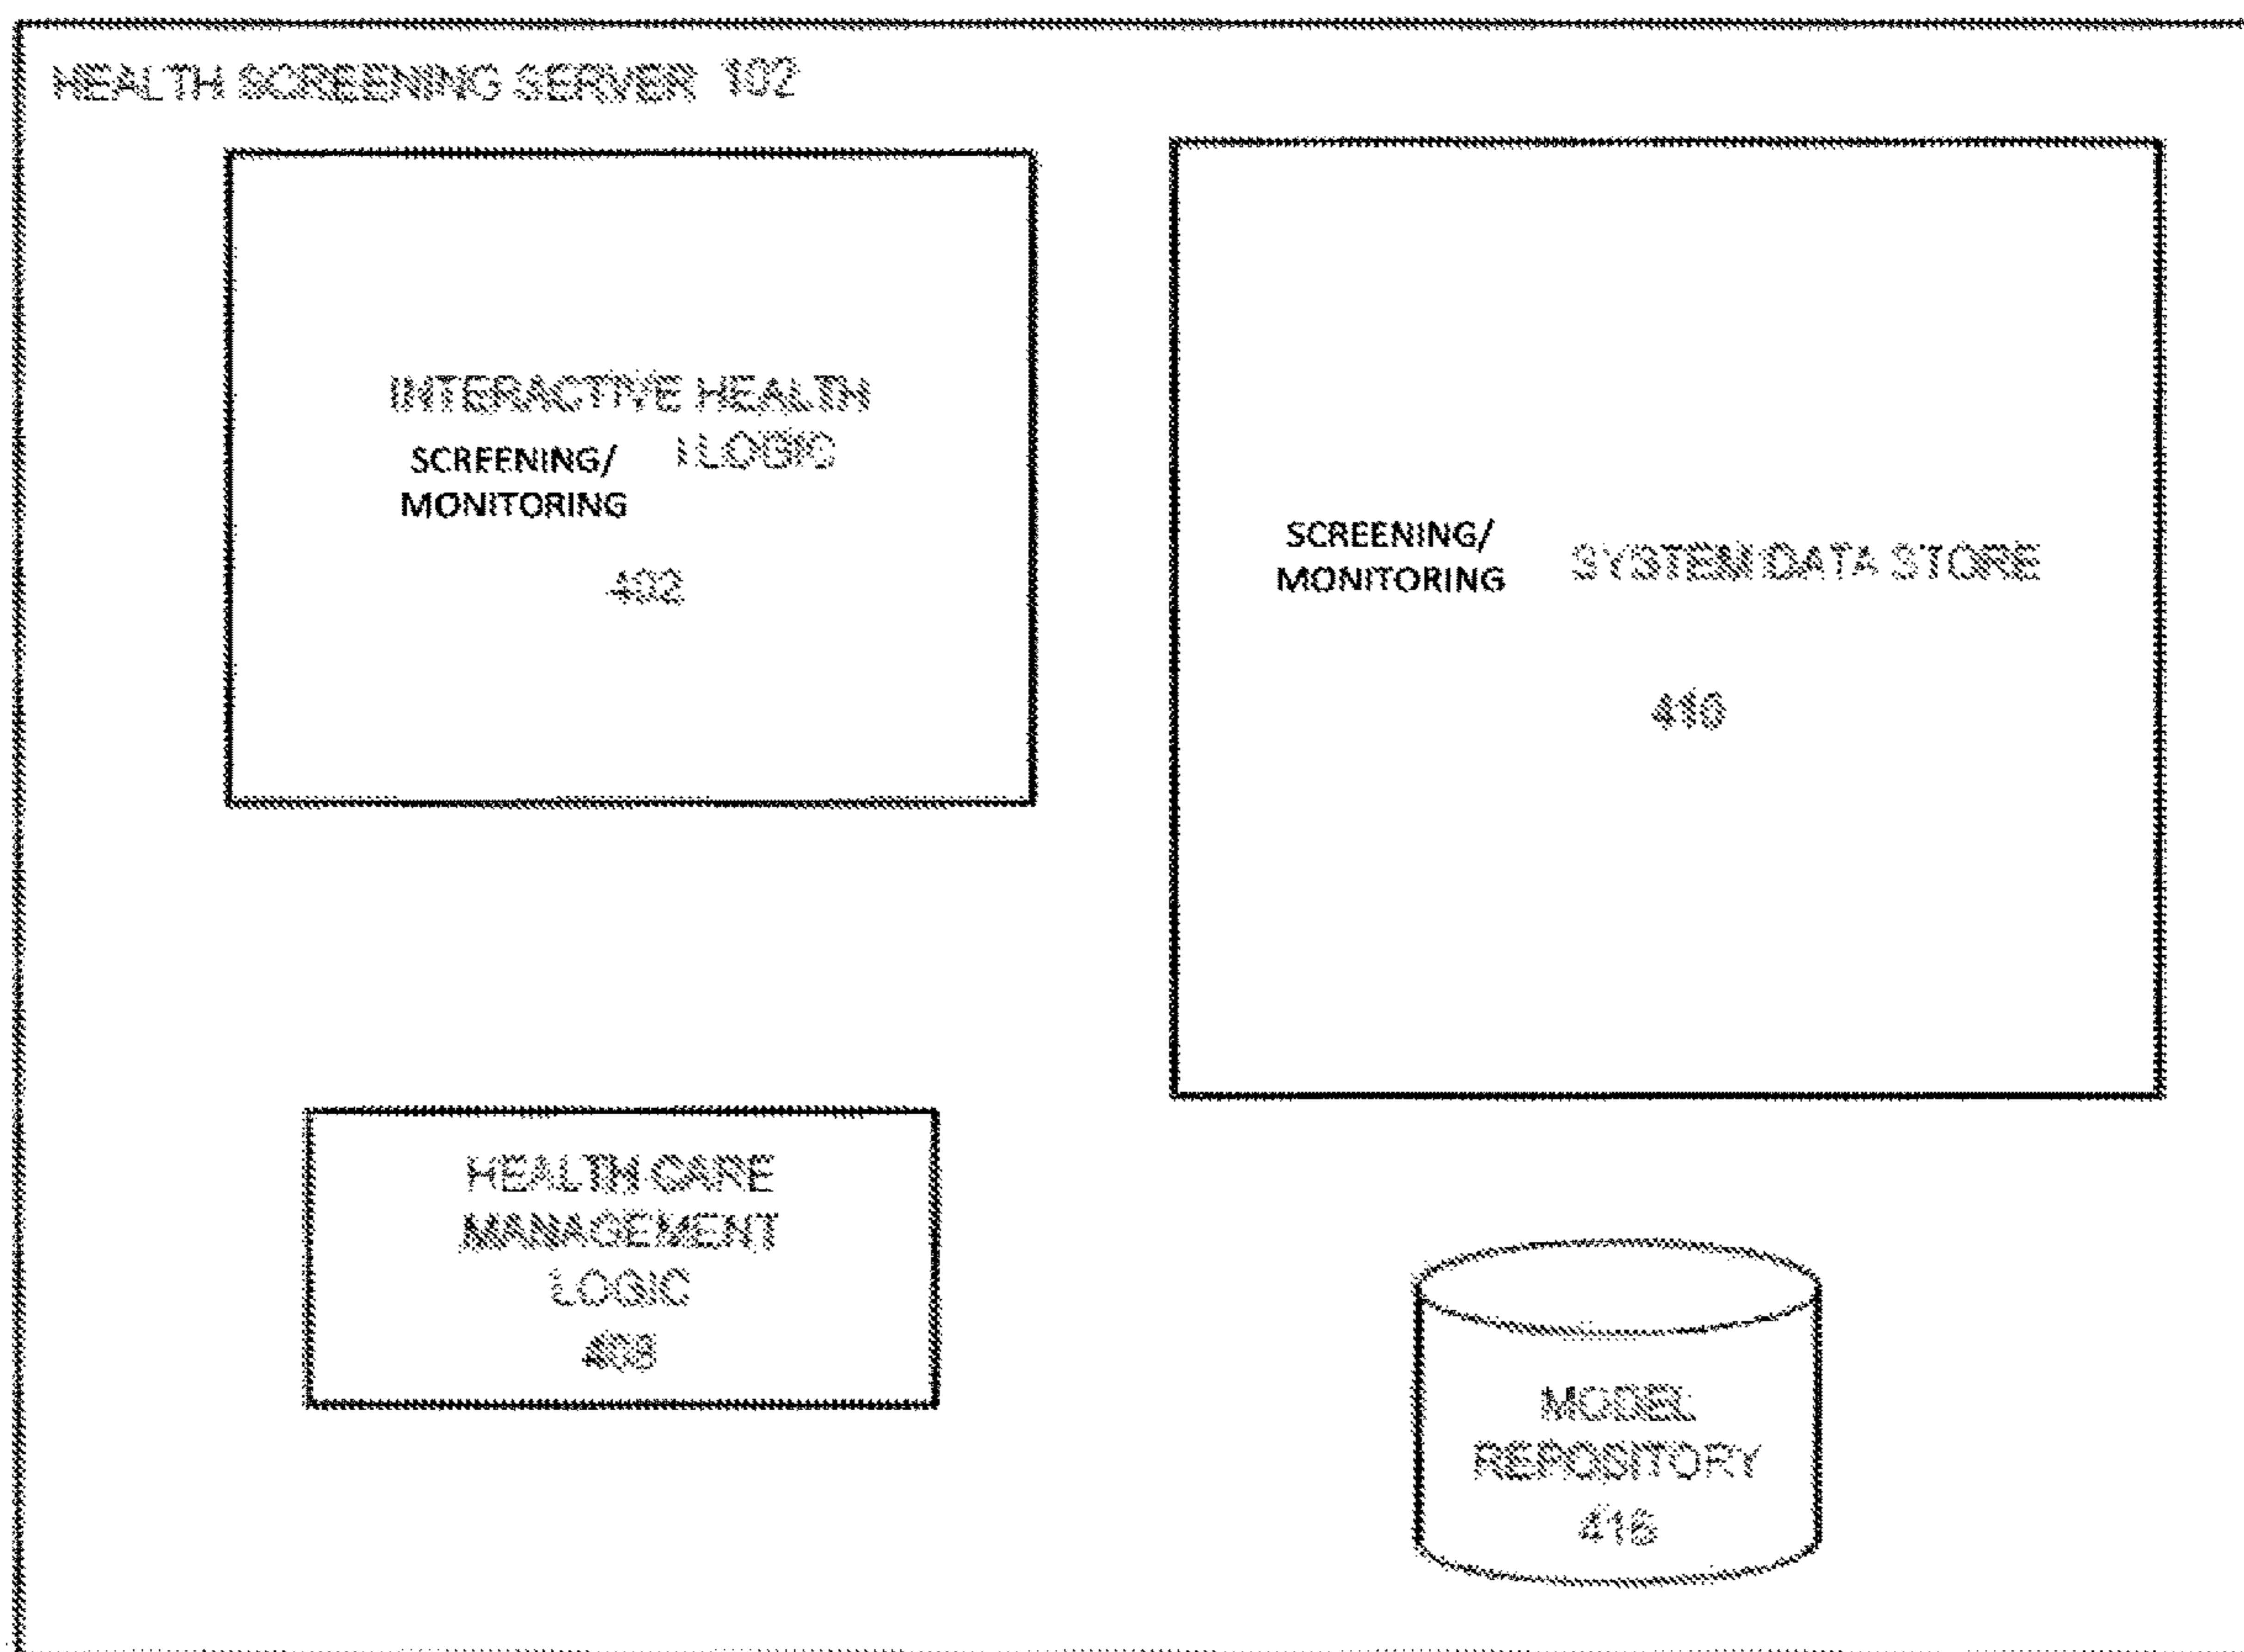 HEALTH SCREENING SERVER 102
INTERACTIVE HEALTH
SCREENING/ LOGIC
MONITORING
402
SCREENING/
MONITORING SYSTEM DATA STORE
410
HEALTH CARE
MANAGEMENT
LOGIC
408
MODEL
REPOSITORY
416